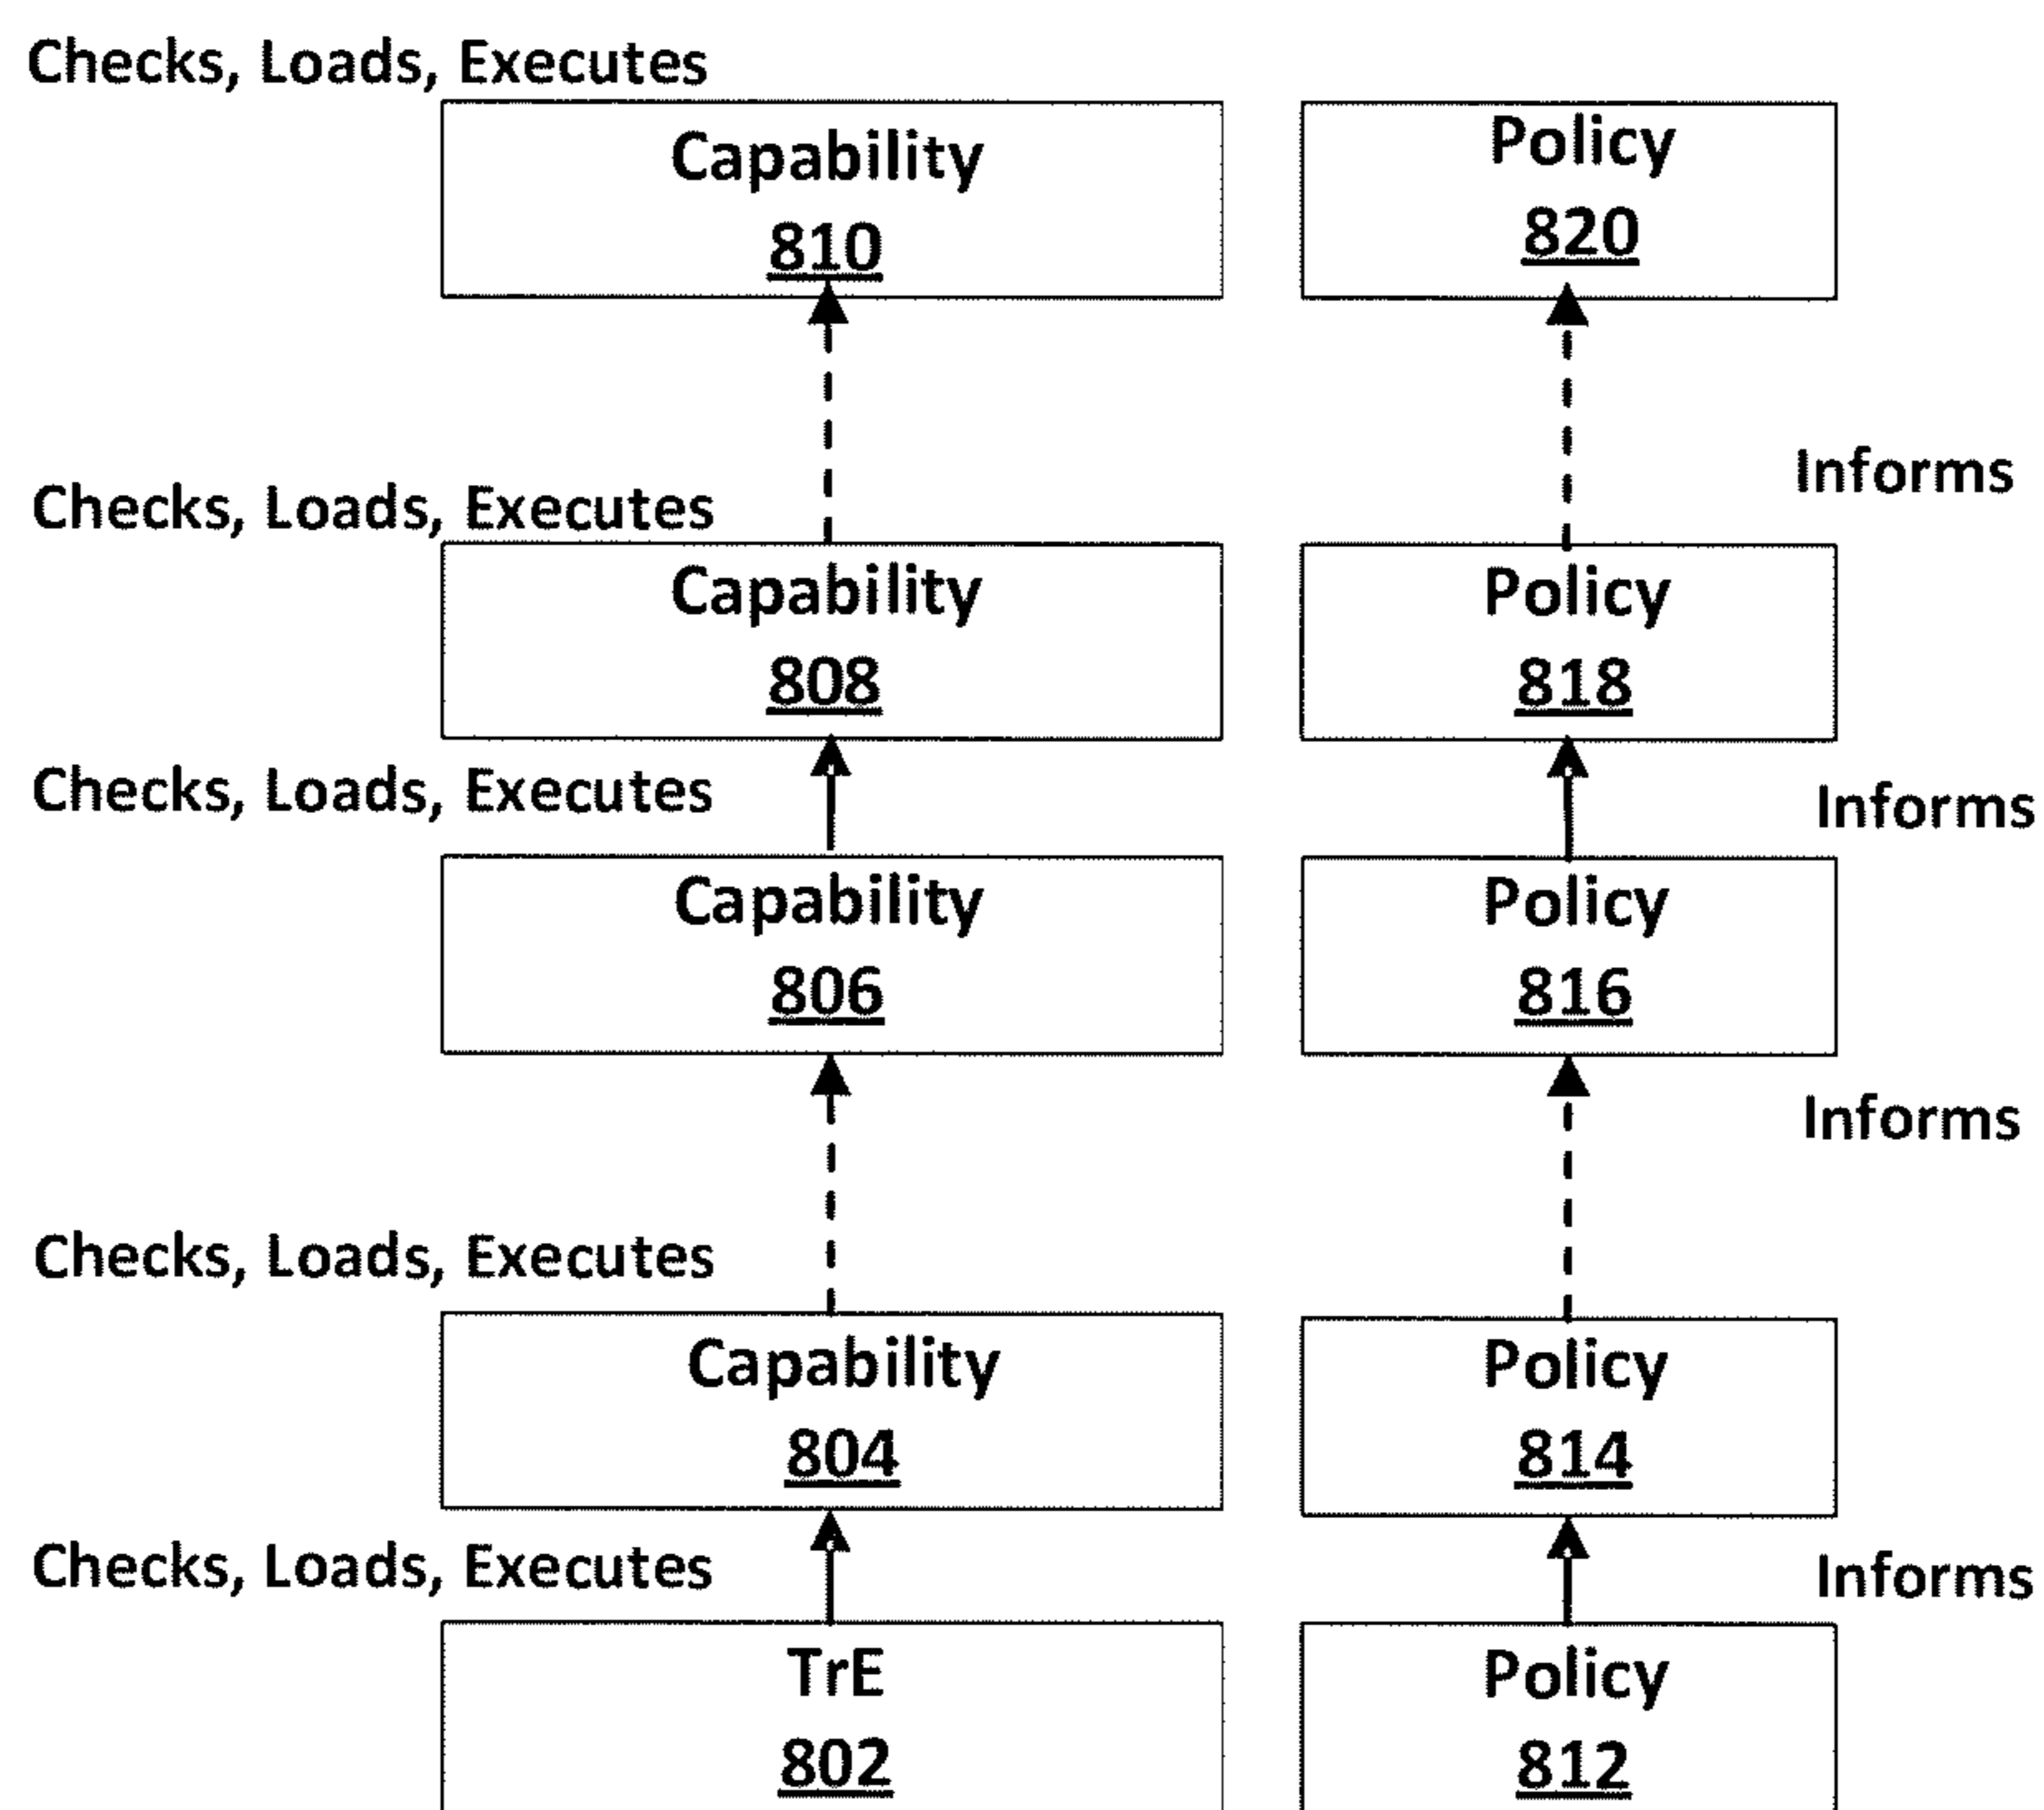 Checks, Loads, Executes
Capability
810
Policy
820
Informs
Checks, Loads, Executes
Capability
808
Policy
818
Checks, Loads, Executes
Informs
Capability
806
Policy
816
Informs
Checks, Loads, Executes
Capability
804
Policy
814
Checks, Loads, Executes
Informs
TrE
802
Policy
812